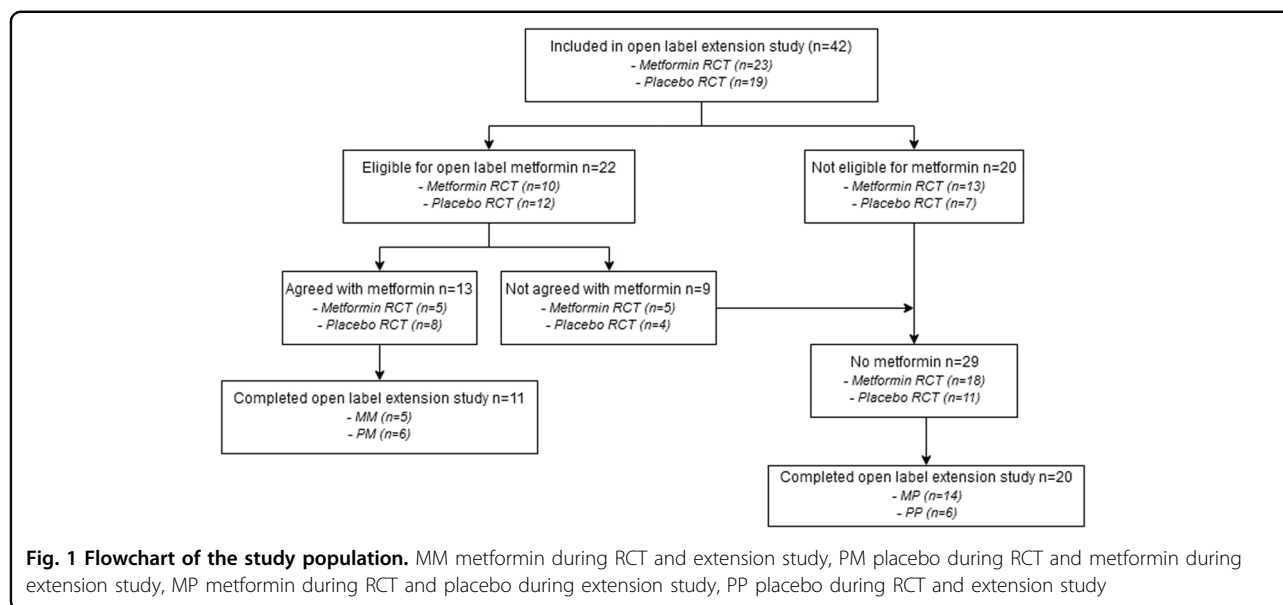 Included in open label extension study (n=42)
- Metformin RCT (n=23)
- Placebo RCT (n=19)
Eligible for open label metformin n=22
- Metformin RCT (n=10)
- Placebo RCT (n=12)
Not eligible for metformin n=20
- Metformin RCT (n=13)
- Placebo RCT (n=7)
Agreed with metformin n=13
- Metformin RCT (n=5)
- Placebo RCT (n=8)
Not agreed with metformin n=9
- Metformin RCT (n=5)
- Placebo RCT (n=4)
No metformin n=29
- Metformin RCT (n=18)
- Placebo RCT (n=11)
Completed open label extension study n=11
- MM (n=5)
- PM (n=6)
Completed open label extension study n=20
- MP (n=14)
- PP (n=6)
Fig. 1 Flowchart of the study population. MM metformin during RCT and extension study, PM placebo during RCT and metformin during
extension study, MP metformin during RCT and placebo during extension study, PP placebo during RCT and extension study